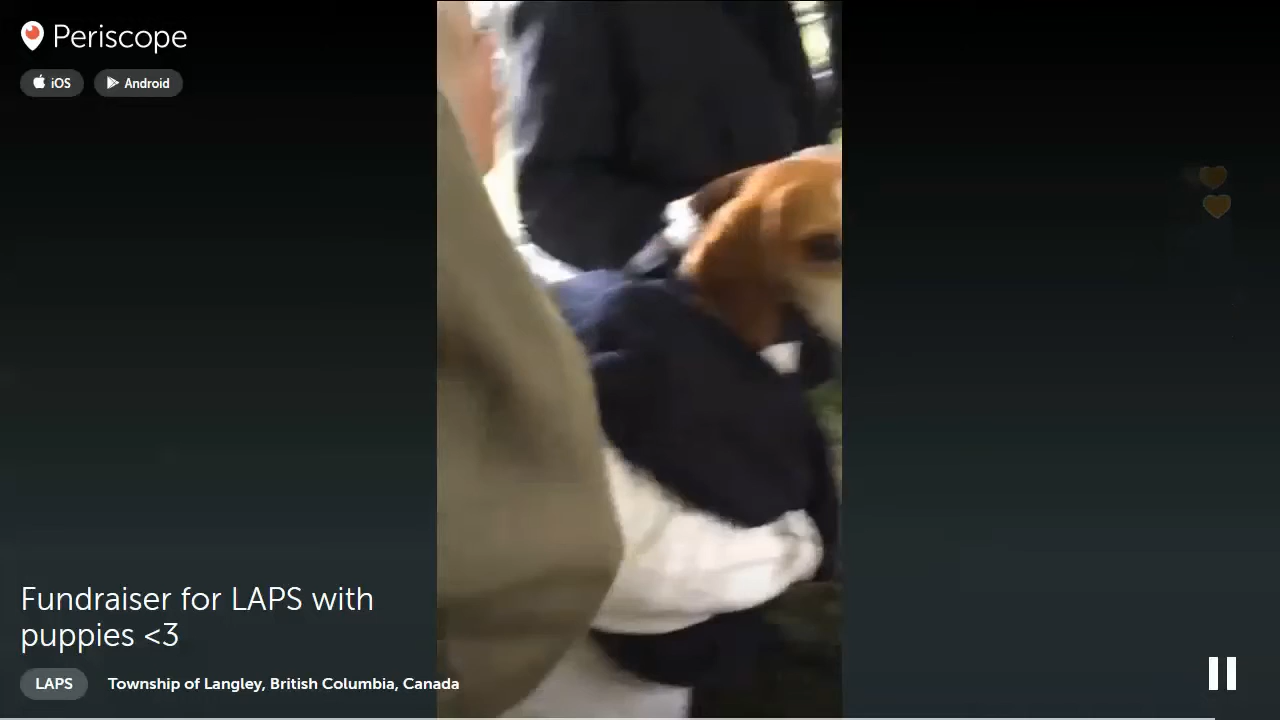 Periscope
iOS
Android
Fundraiser for LAPS with
puppies <3
LAPS
Township of Langley, British Columbia, Canada